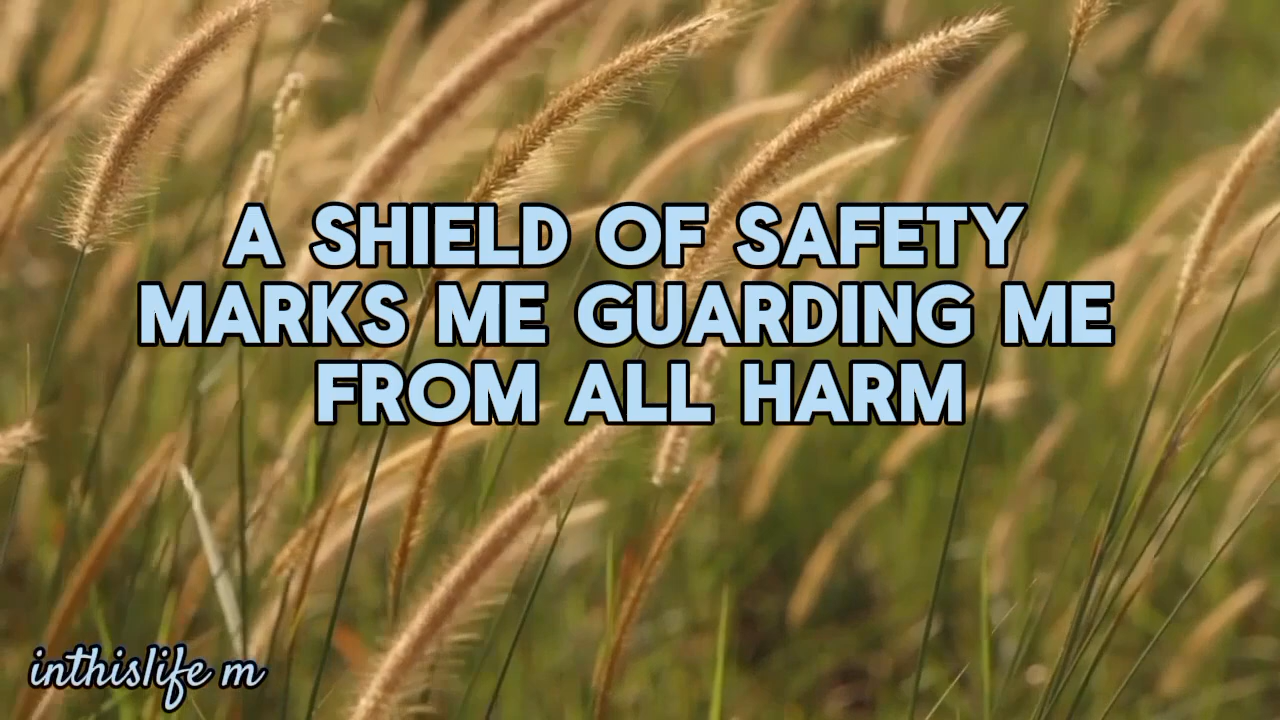 A SHIELD OF SAFETY
MARKS ME GUARDING ME
FROM ALL HARM
inthislife m